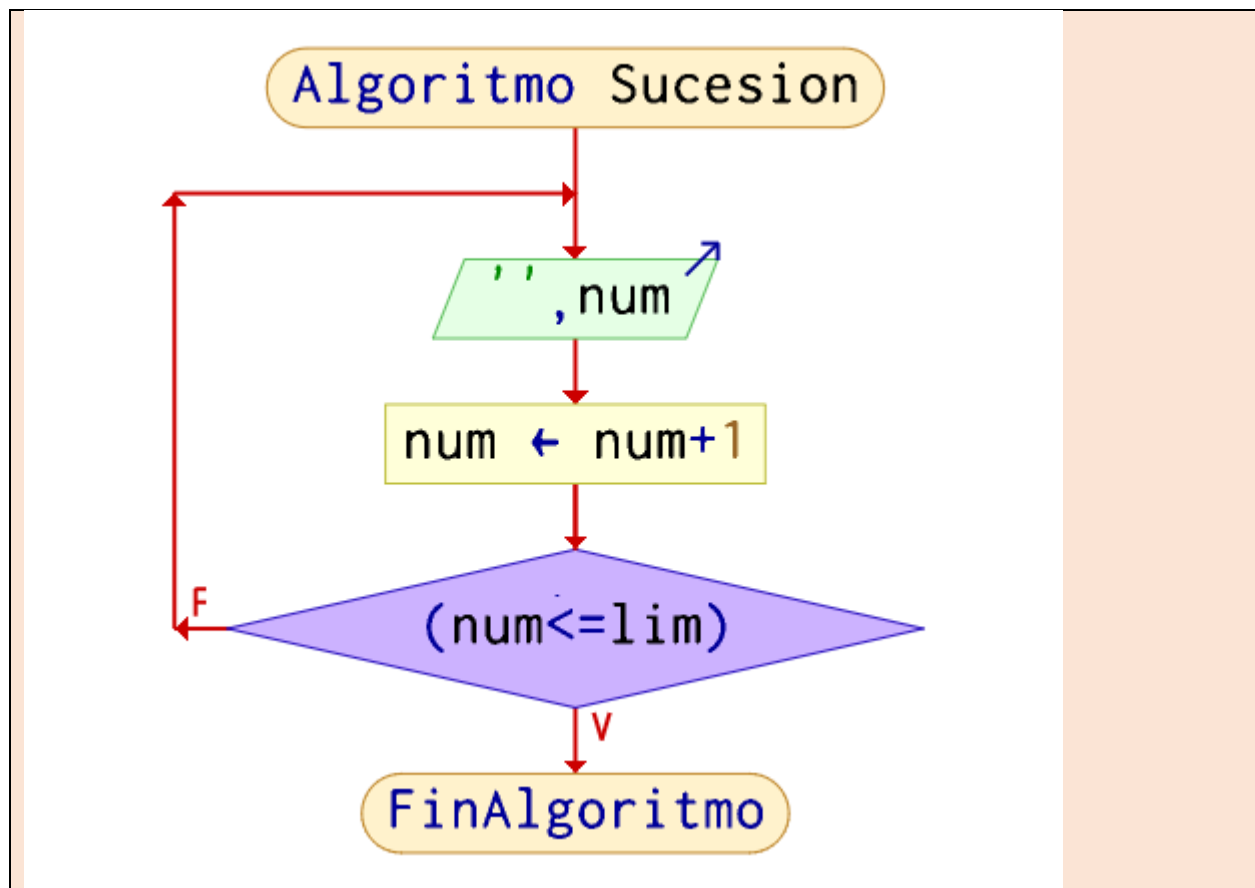 Algoritmo Sucesion
'',num
num ← num+1
F
(num<=lim)
V
FinAlgoritmo